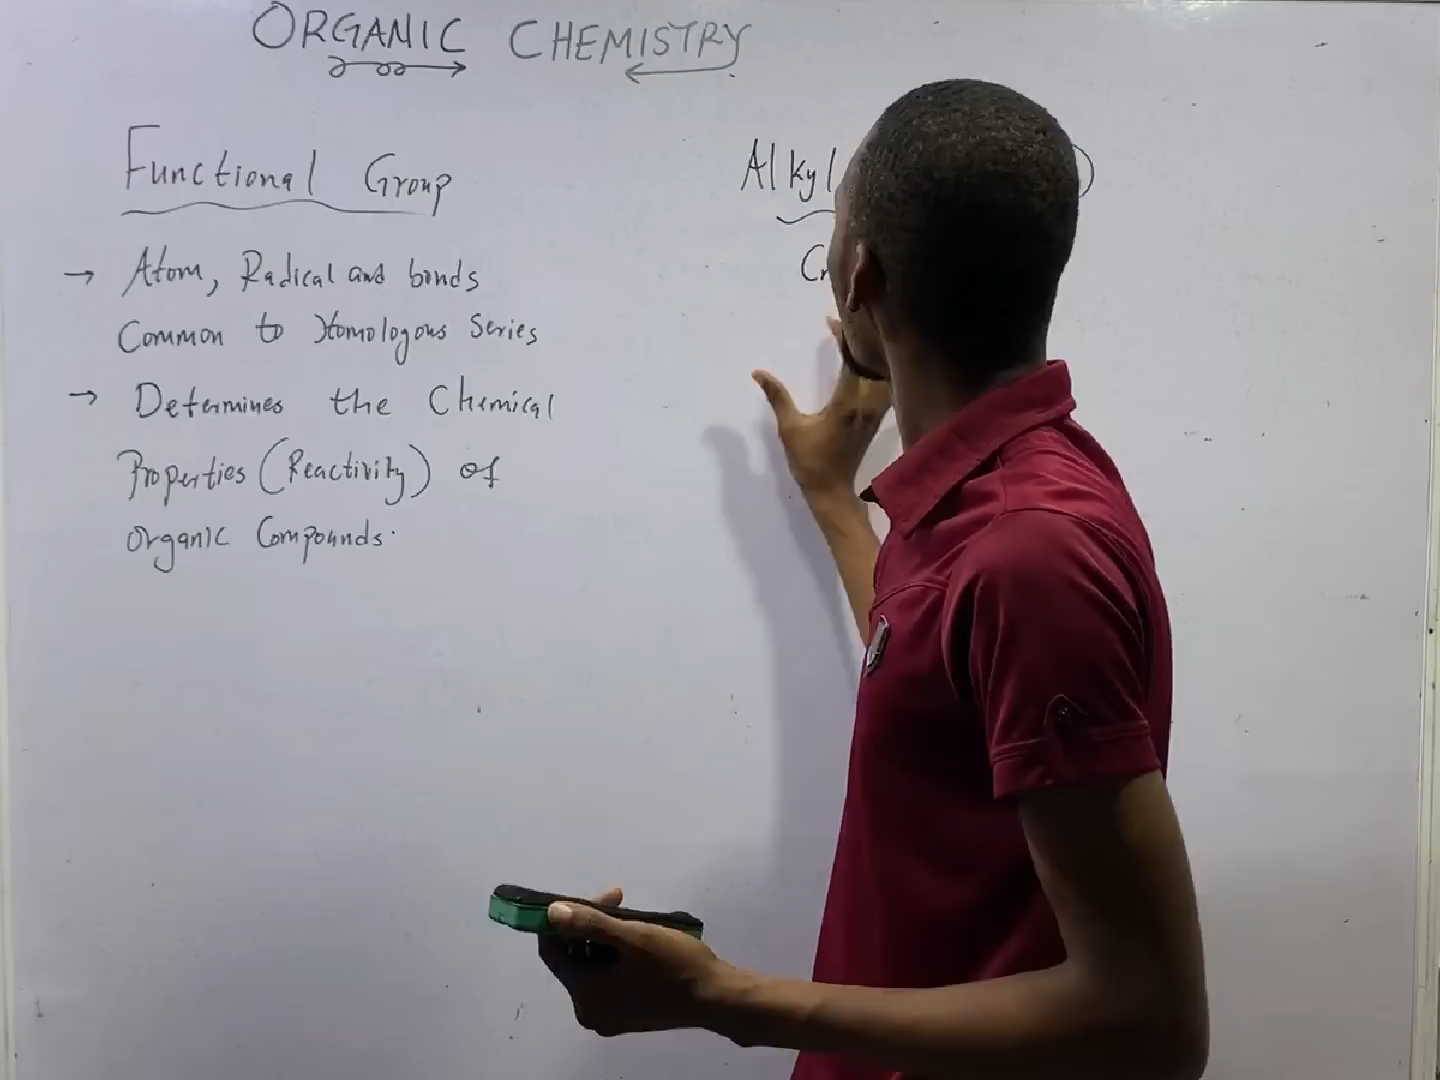 ORGANIC CHEMISTRY
Functional Group
→ Atom, Radical and bonds
Common to Homologous Series
→ Determines the Chemical
Properties (Reactivity) of
Organic Compounds.
Alkyl